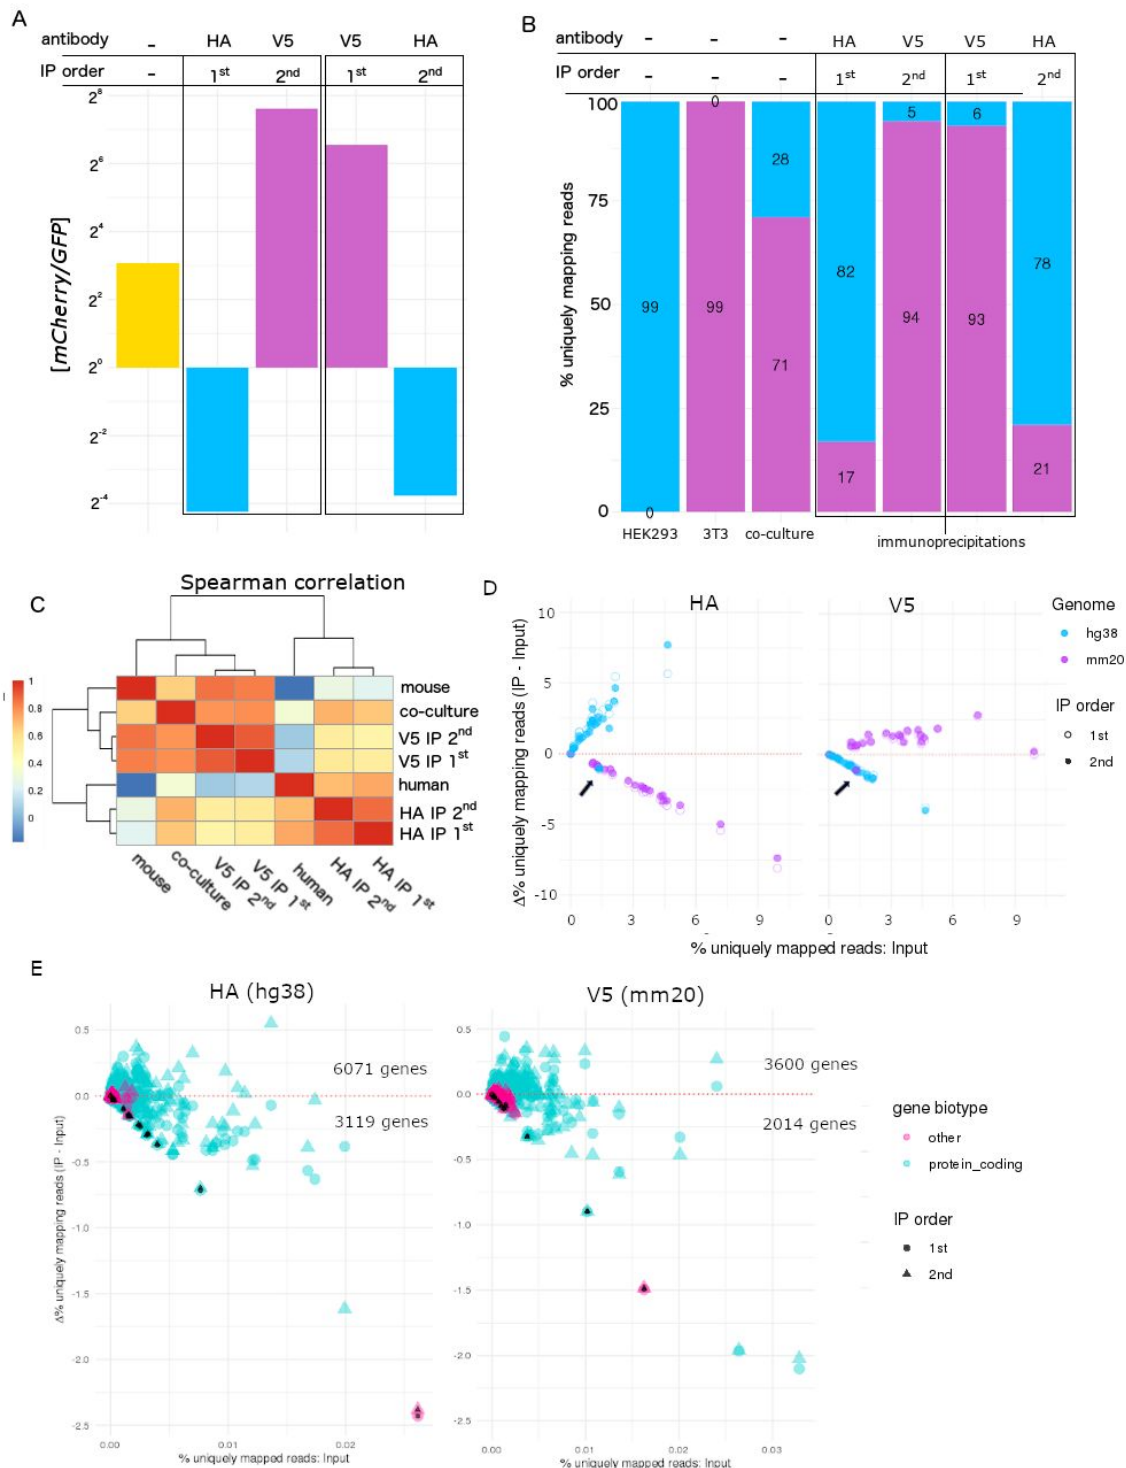 A
antibody - HA V5 V5 HA
IP order - 1st 2nd 1st 2nd
2^8
2^6
2^4
2^2
2^0
2^-2
2^-4
[mCherry/GFP]
B
antibody - - - HA V5 V5 HA
IP order - - - 1st 2nd 1st 2nd
100
75
50
25
0
% uniquely mapping reads
0 5 6
28
82 78
99 99 94 93
71
17 21
0
HEK293 3T3 co-culture immunoprecipitations
C
Spearman correlation
1
0.8
0.6
0.4
0.2
0
mouse
co-culture
V5 IP 2nd
V5 IP 1st
human
HA IP 2nd
HA IP 1st
mouse co-culture V5 IP 2nd V5 IP 1st human HA IP 2nd HA IP 1st
D
HA V5
10
5
0
-5
-10
Δ% uniquely mapping reads (IP - Input)
0 3 6 9 0 3 6 9
% uniquely mapped reads: Input
Genome
hg38
mm20
IP order
1st
2nd
E
HA (hg38) V5 (mm20)
0.5
0.0
-0.5
-1.0
-1.5
-2.0
-2.5
Δ% uniquely mapping reads (IP - Input)
6071 genes
3119 genes
0.00 0.01 0.02
% uniquely mapped reads: Input
0.5
0.0
-0.5
-1.0
-1.5
-2.0
-2.5
3600 genes
2014 genes
0.00 0.01 0.02 0.03
% uniquely mapped reads: Input
gene biotype
other
protein_coding
IP order
1st
2nd